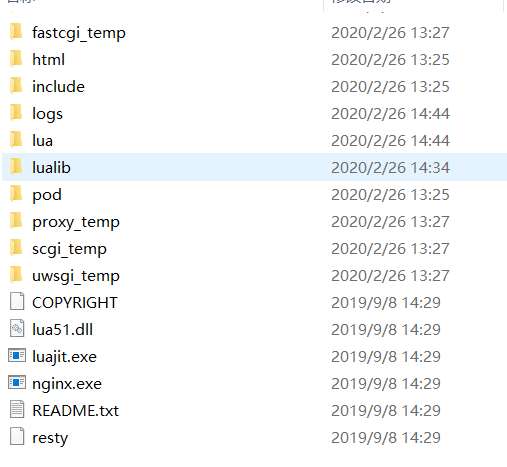 fastcgi_temp 2020/2/26 13:27
html 2020/2/26 13:25
include 2020/2/26 13:25
logs 2020/2/26 14:44
lua 2020/2/26 14:44
lualib 2020/2/26 14:34
pod 2020/2/26 13:25
proxy_temp 2020/2/26 13:27
scgi_temp 2020/2/26 13:27
uwsgi_temp 2020/2/26 13:27
COPYRIGHT 2019/9/8 14:29
lua51.dll 2019/9/8 14:29
luajit.exe 2019/9/8 14:29
nginx.exe 2019/9/8 14:29
README.txt 2019/9/8 14:29
resty 2019/9/8 14:29